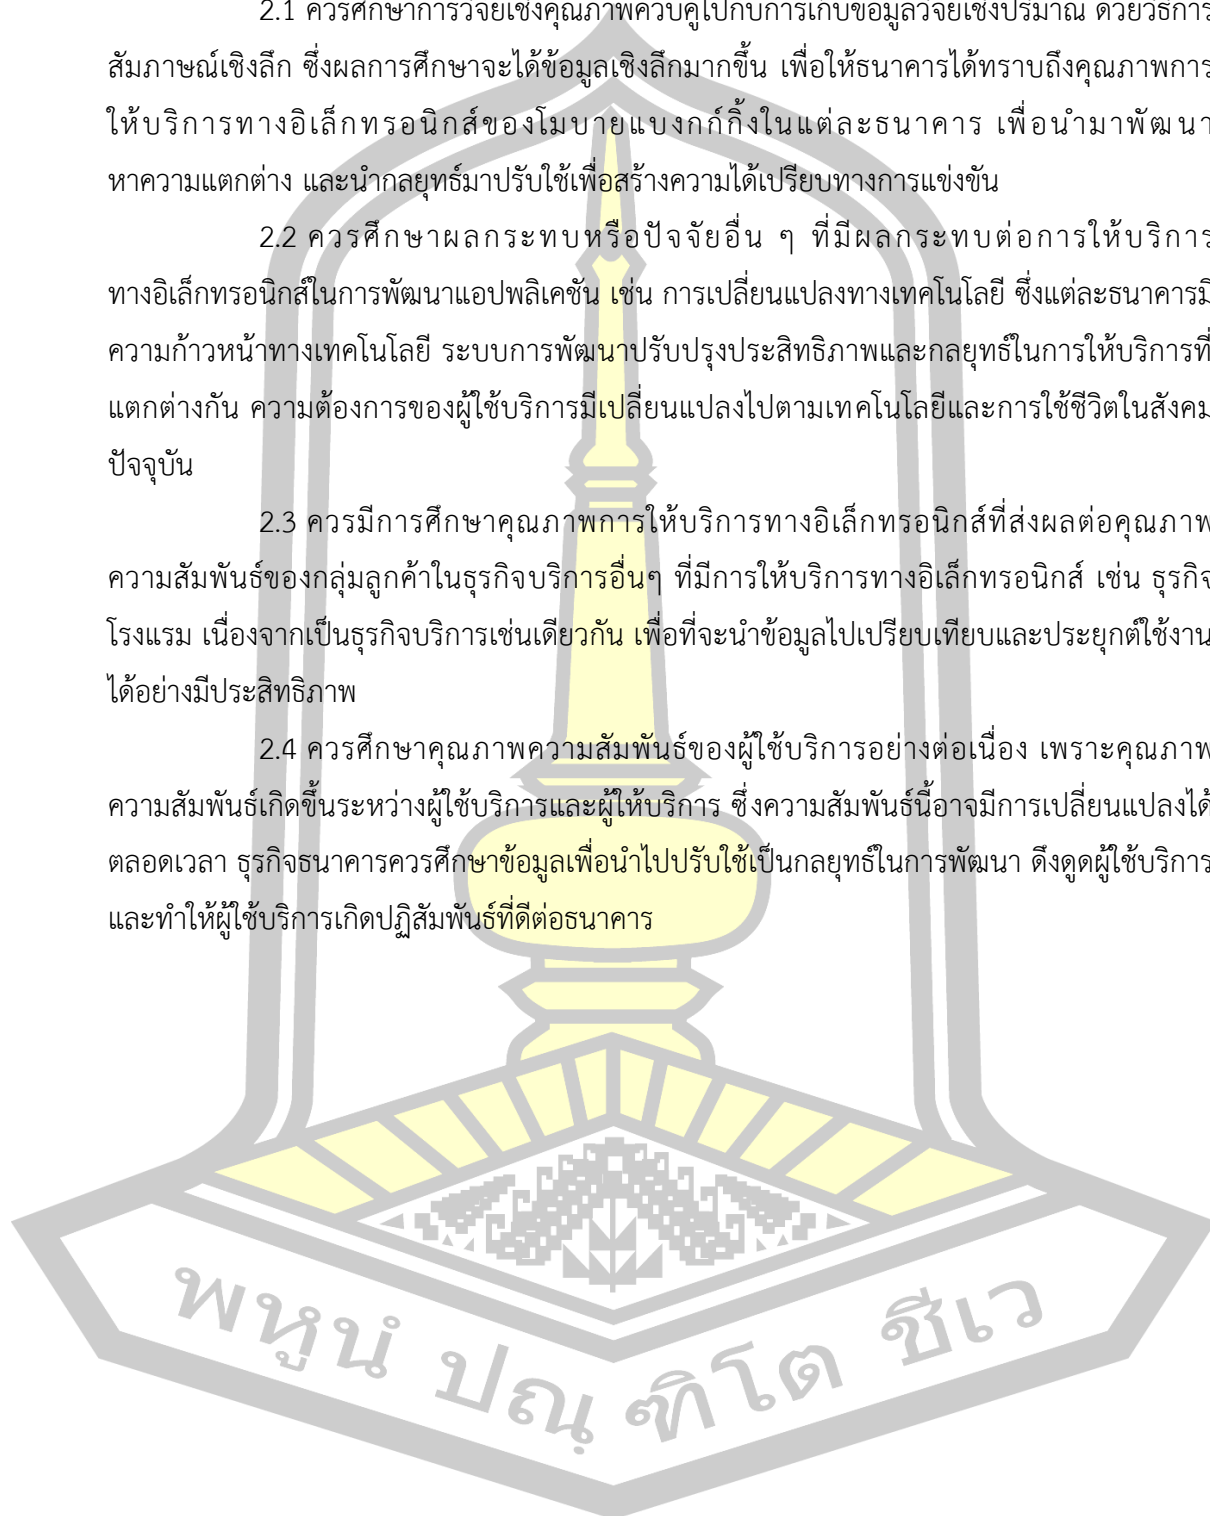 2.1 ควรศึกษาการวิจัยเชิงคุณภาพควบคู่ไปกับการเก็บข้อมูลวิจัยเชิงปริมาณ ด้วยวิธีการ
สัมภาษณ์เชิงลึก ซึ่งผลการศึกษาจะได้ข้อมูลเชิงลึกมากขึ้น เพื่อให้ธนาคารได้ทราบถึงคุณภาพการ
ให้บริการทางอิเล็กทรอนิกส์ของโมบายแบงกก์กิ้งในแต่ละธนาคาร เพื่อนำมาพัฒนา
หาความแตกต่าง และนำกลยุทธ์มาปรับใช้เพื่อสร้างความได้เปรียบทางการแข่งขัน
2.2 ควรศึกษาผลกระทบหรือปัจจัยอื่น ๆ ที่มีผลกระทบต่อการให้บริการ
ทางอิเล็กทรอนิกส์ในการพัฒนาแอปพลิเคชัน เช่น การเปลี่ยนแปลงทางเทคโนโลยี ซึ่งแต่ละธนาคารมี
ความก้าวหน้าทางเทคโนโลยี ระบบการพัฒนาปรับปรุงประสิทธิภาพและกลยุทธ์ในการให้บริการที่
แตกต่างกัน ความต้องการของผู้ใช้บริการมีเปลี่ยนแปลงไปตามเทคโนโลยีและการใช้ชีวิตในสังคม
ปัจจุบัน
2.3 ควรมีการศึกษาคุณภาพการให้บริการทางอิเล็กทรอนิกส์ที่ส่งผลต่อคุณภาพ
ความสัมพันธ์ของกลุ่มลูกค้าในธุรกิจบริการอื่นๆ ที่มีการให้บริการทางอิเล็กทรอนิกส์ เช่น ธุรกิจ
โรงแรม เนื่องจากเป็นธุรกิจบริการเช่นเดียวกัน เพื่อที่จะนำข้อมูลไปเปรียบเทียบและประยุกต์ใช้งาน
ได้อย่างมีประสิทธิภาพ
2.4 ควรศึกษาคุณภาพความสัมพันธ์ของผู้ใช้บริการอย่างต่อเนื่อง เพราะคุณภาพ
ความสัมพันธ์เกิดขึ้นระหว่างผู้ใช้บริการและผู้ให้บริการ ซึ่งความสัมพันธ์นี้อาจมีการเปลี่ยนแปลงได้
ตลอดเวลา ธุรกิจธนาคารควรศึกษาข้อมูลเพื่อนำไปปรับใช้เป็นกลยุทธ์ในการพัฒนา ดึงดูดผู้ใช้บริการ
และทำให้ผู้ใช้บริการเกิดปฏิสัมพันธ์ที่ดีต่อธนาคาร
พหูนํ ปณฺ ฑิโต ชีเว